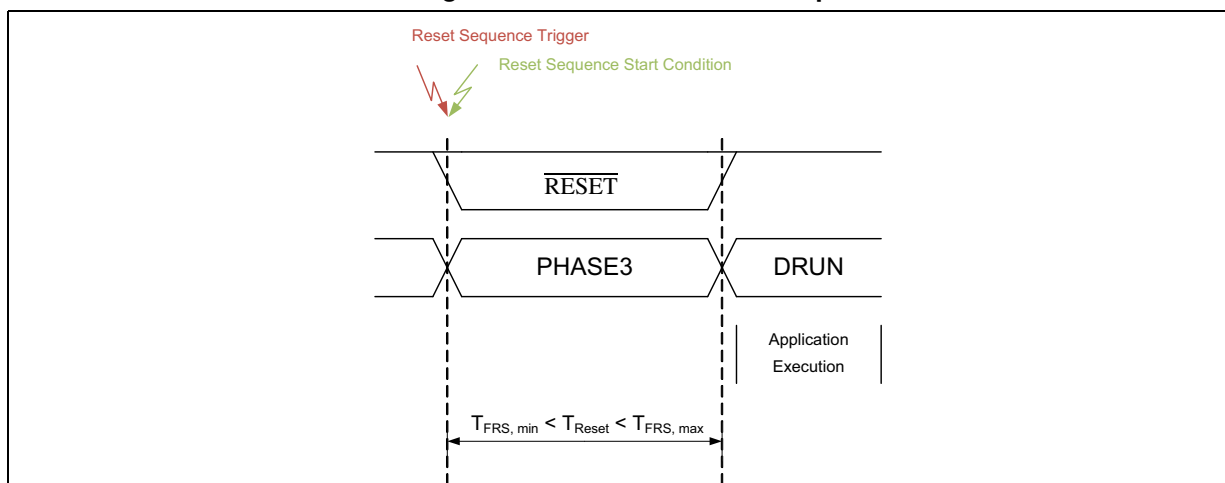 Reset Sequence Trigger
Reset Sequence Start Condition
RESET
PHASE3
DRUN
Application
Execution
TFRS, min < TReset < TFRS, max